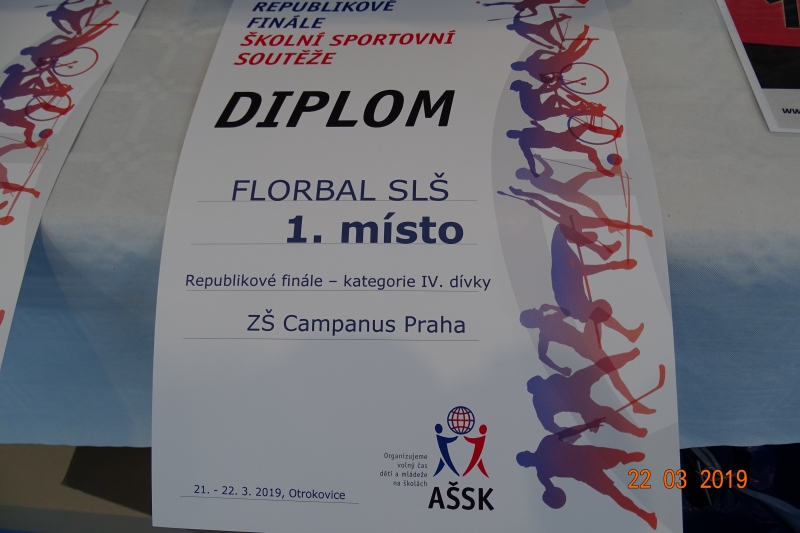 REPUBLIKOVÉ
FINÁLE
ŠKOLNÍ SPORTOVNÍ
SOUTĚŽE
DIPLOM
FLORBAL SLŠ
1. místo
Republikové finále – kategorie IV. dívky
ZŠ Campanus Praha
Organizujeme
volný čas
dětí a mládeže
na školách
AŠSK
21. - 22. 3. 2019, Otrokovice
22 03 2019